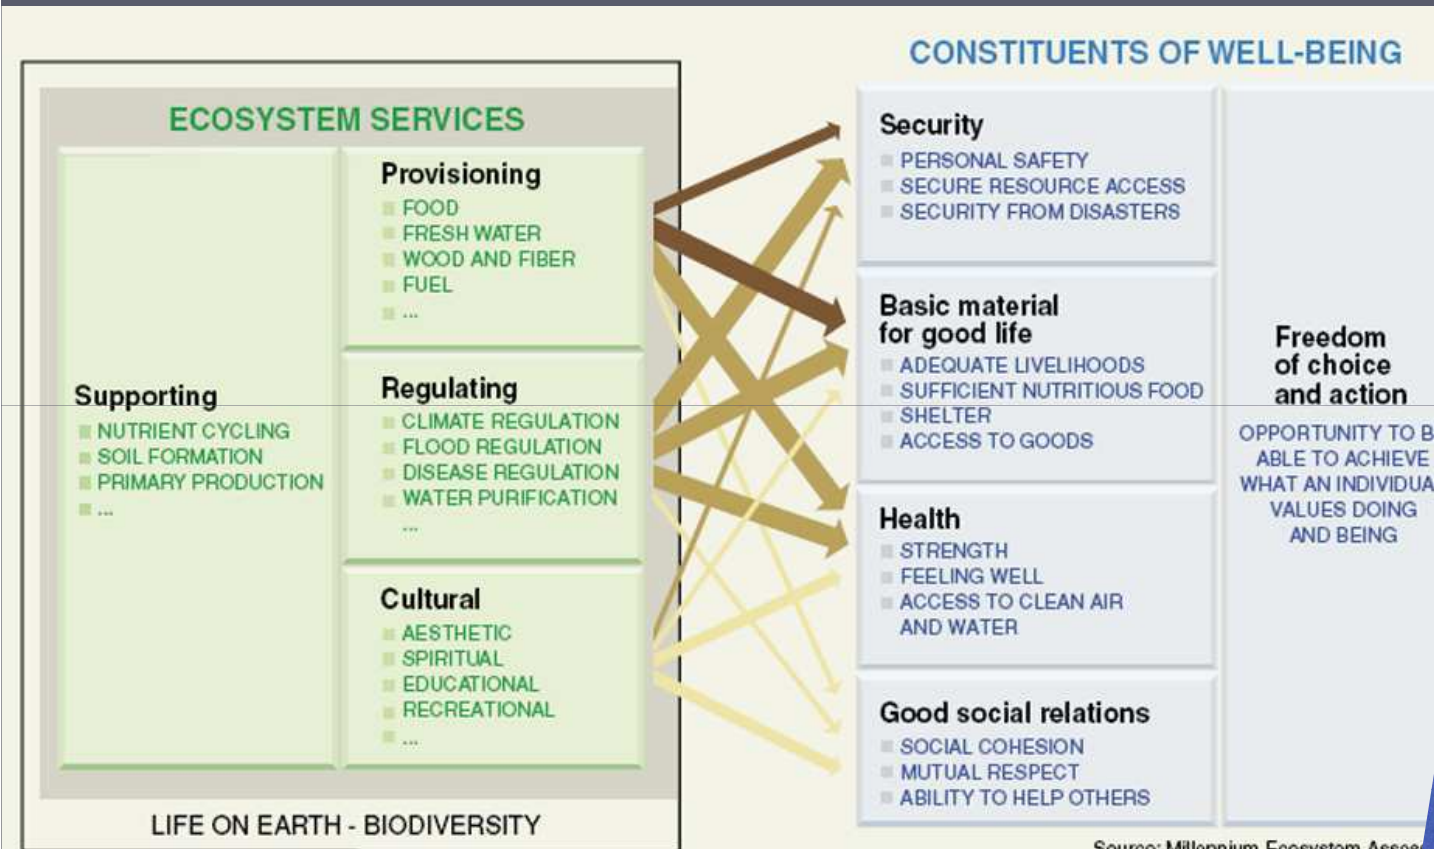 CONSTITUENTS OF WELL-BEING
ECOSYSTEM SERVICES
Supporting
NUTRIENT CYCLING
SOIL FORMATION
PRIMARY PRODUCTION
...
Provisioning
FOOD
FRESH WATER
WOOD AND FIBER
FUEL
...
Regulating
CLIMATE REGULATION
FLOOD REGULATION
DISEASE REGULATION
WATER PURIFICATION
...
Cultural
AESTHETIC
SPIRITUAL
EDUCATIONAL
RECREATIONAL
...
LIFE ON EARTH - BIODIVERSITY
Security
PERSONAL SAFETY
SECURE RESOURCE ACCESS
SECURITY FROM DISASTERS
Basic material
for good life
ADEQUATE LIVELIHOODS
SUFFICIENT NUTRITIOUS FOOD
SHELTER
ACCESS TO GOODS
Health
STRENGTH
FEELING WELL
ACCESS TO CLEAN AIR
AND WATER
Good social relations
SOCIAL COHESION
MUTUAL RESPECT
ABILITY TO HELP OTHERS
Freedom
of choice
and action
OPPORTUNITY TO B
ABLE TO ACHIEVE
WHAT AN INDIVIDUA
VALUES DOING
AND BEING
Source: Millennium Ecosystem